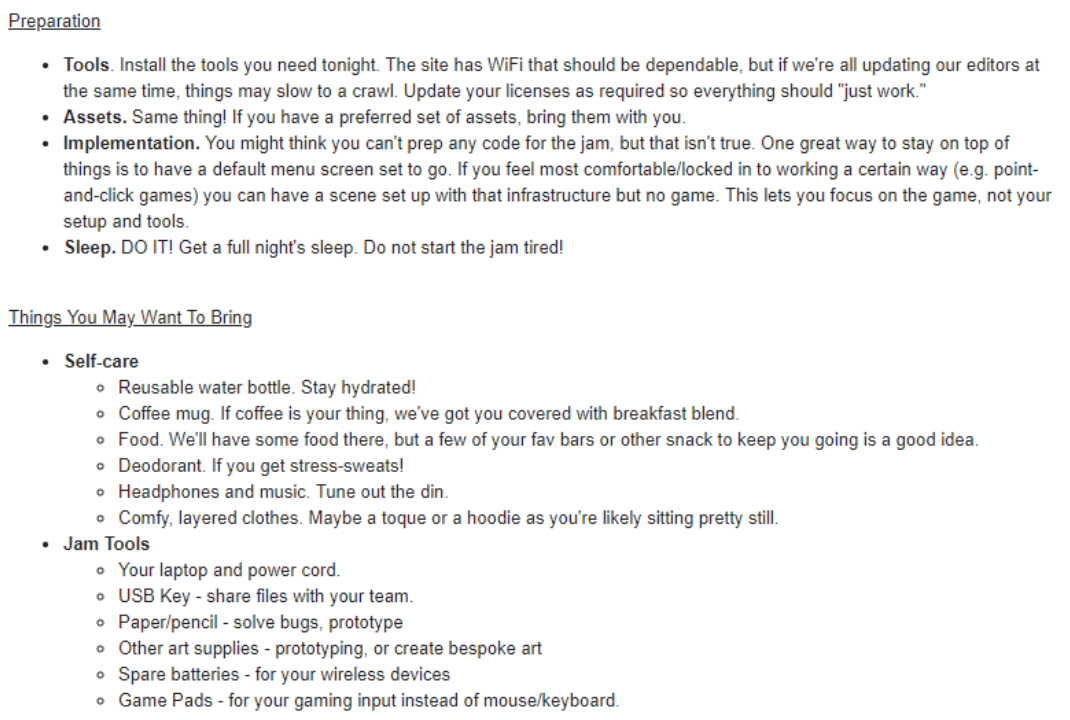 Preparation
• Tools. Install the tools you need tonight. The site has WiFi that should be dependable, but if we're all updating our editors at
the same time, things may slow to a crawl. Update your licenses as required so everything should "just work."
• Assets. Same thing! If you have a preferred set of assets, bring them with you.
• Implementation. You might think you can't prep any code for the jam, but that isn't true. One great way to stay on top of
things is to have a default menu screen set to go. If you feel most comfortable/locked in to working a certain way (e.g. point-
and-click games) you can have a scene set up with that infrastructure but no game. This lets you focus on the game, not your
setup and tools.
• Sleep. DO IT! Get a full night's sleep. Do not start the jam tired!
Things You May Want To Bring
• Self-care
◦ Reusable water bottle. Stay hydrated!
◦ Coffee mug. If coffee is your thing, we've got you covered with breakfast blend.
◦ Food. We'll have some food there, but a few of your fav bars or other snack to keep you going is a good idea.
◦ Deodorant. If you get stress-sweats!
◦ Headphones and music. Tune out the din.
◦ Comfy, layered clothes. Maybe a toque or a hoodie as you're likely sitting pretty still.
• Jam Tools
◦ Your laptop and power cord.
◦ USB Key - share files with your team.
◦ Paper/pencil - solve bugs, prototype
◦ Other art supplies - prototyping, or create bespoke art
◦ Spare batteries - for your wireless devices
◦ Game Pads - for your gaming input instead of mouse/keyboard.